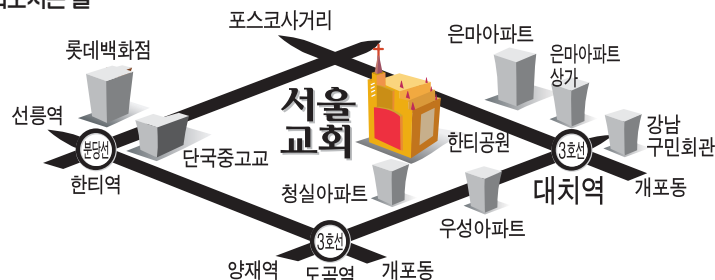 포스코사거리
은마아파트
롯데백화점
은마아파트
상가
선릉역
서울
교회
강남
구민회관
분당선
한티공원
3호선
단국중고교
한티역
청실아파트
대치역
개포동
우성아파트
3호선
양재역
도곡역
개포동